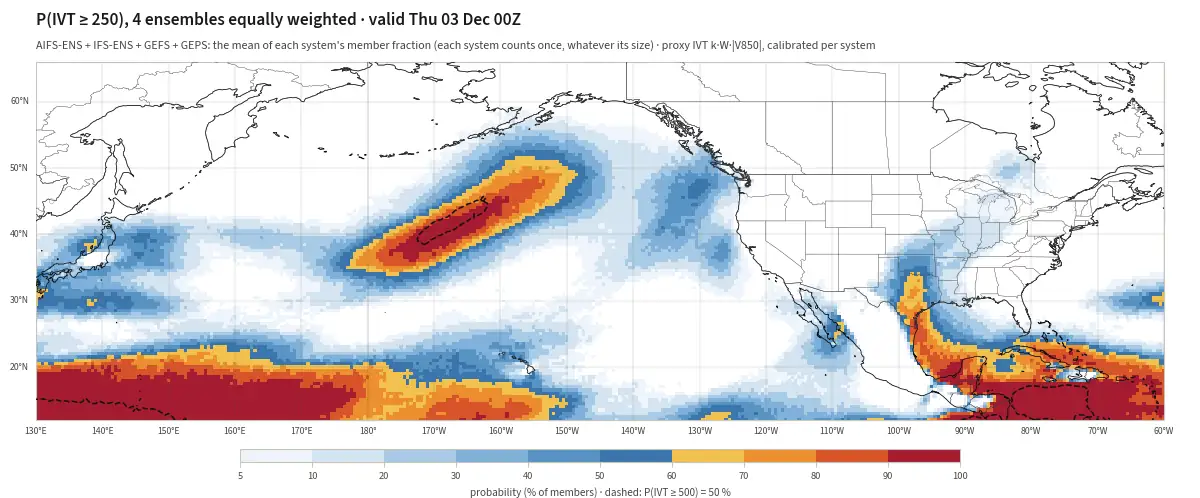 P(IVT ≥ 250), 4 ensembles equally weighted · valid Thu 03 Dec 00Z
AIFS-ENS + IFS-ENS + GEFS + GEPS: the mean of each system's member fraction (each system counts once, whatever its size) · proxy IVT k·W·|V850|, calibrated per system
60°N
50°N
40°N
30°N
20°N
130°E 140°E 150°E 160°E 170°E 180° 170°W 160°W 150°W 140°W 130°W 120°W 110°W 100°W 90°W 80°W 70°W 60°W
5 10 20 30 40 50 60 70 80 90 100
probability (% of members) · dashed: P(IVT ≥ 500) = 50 %